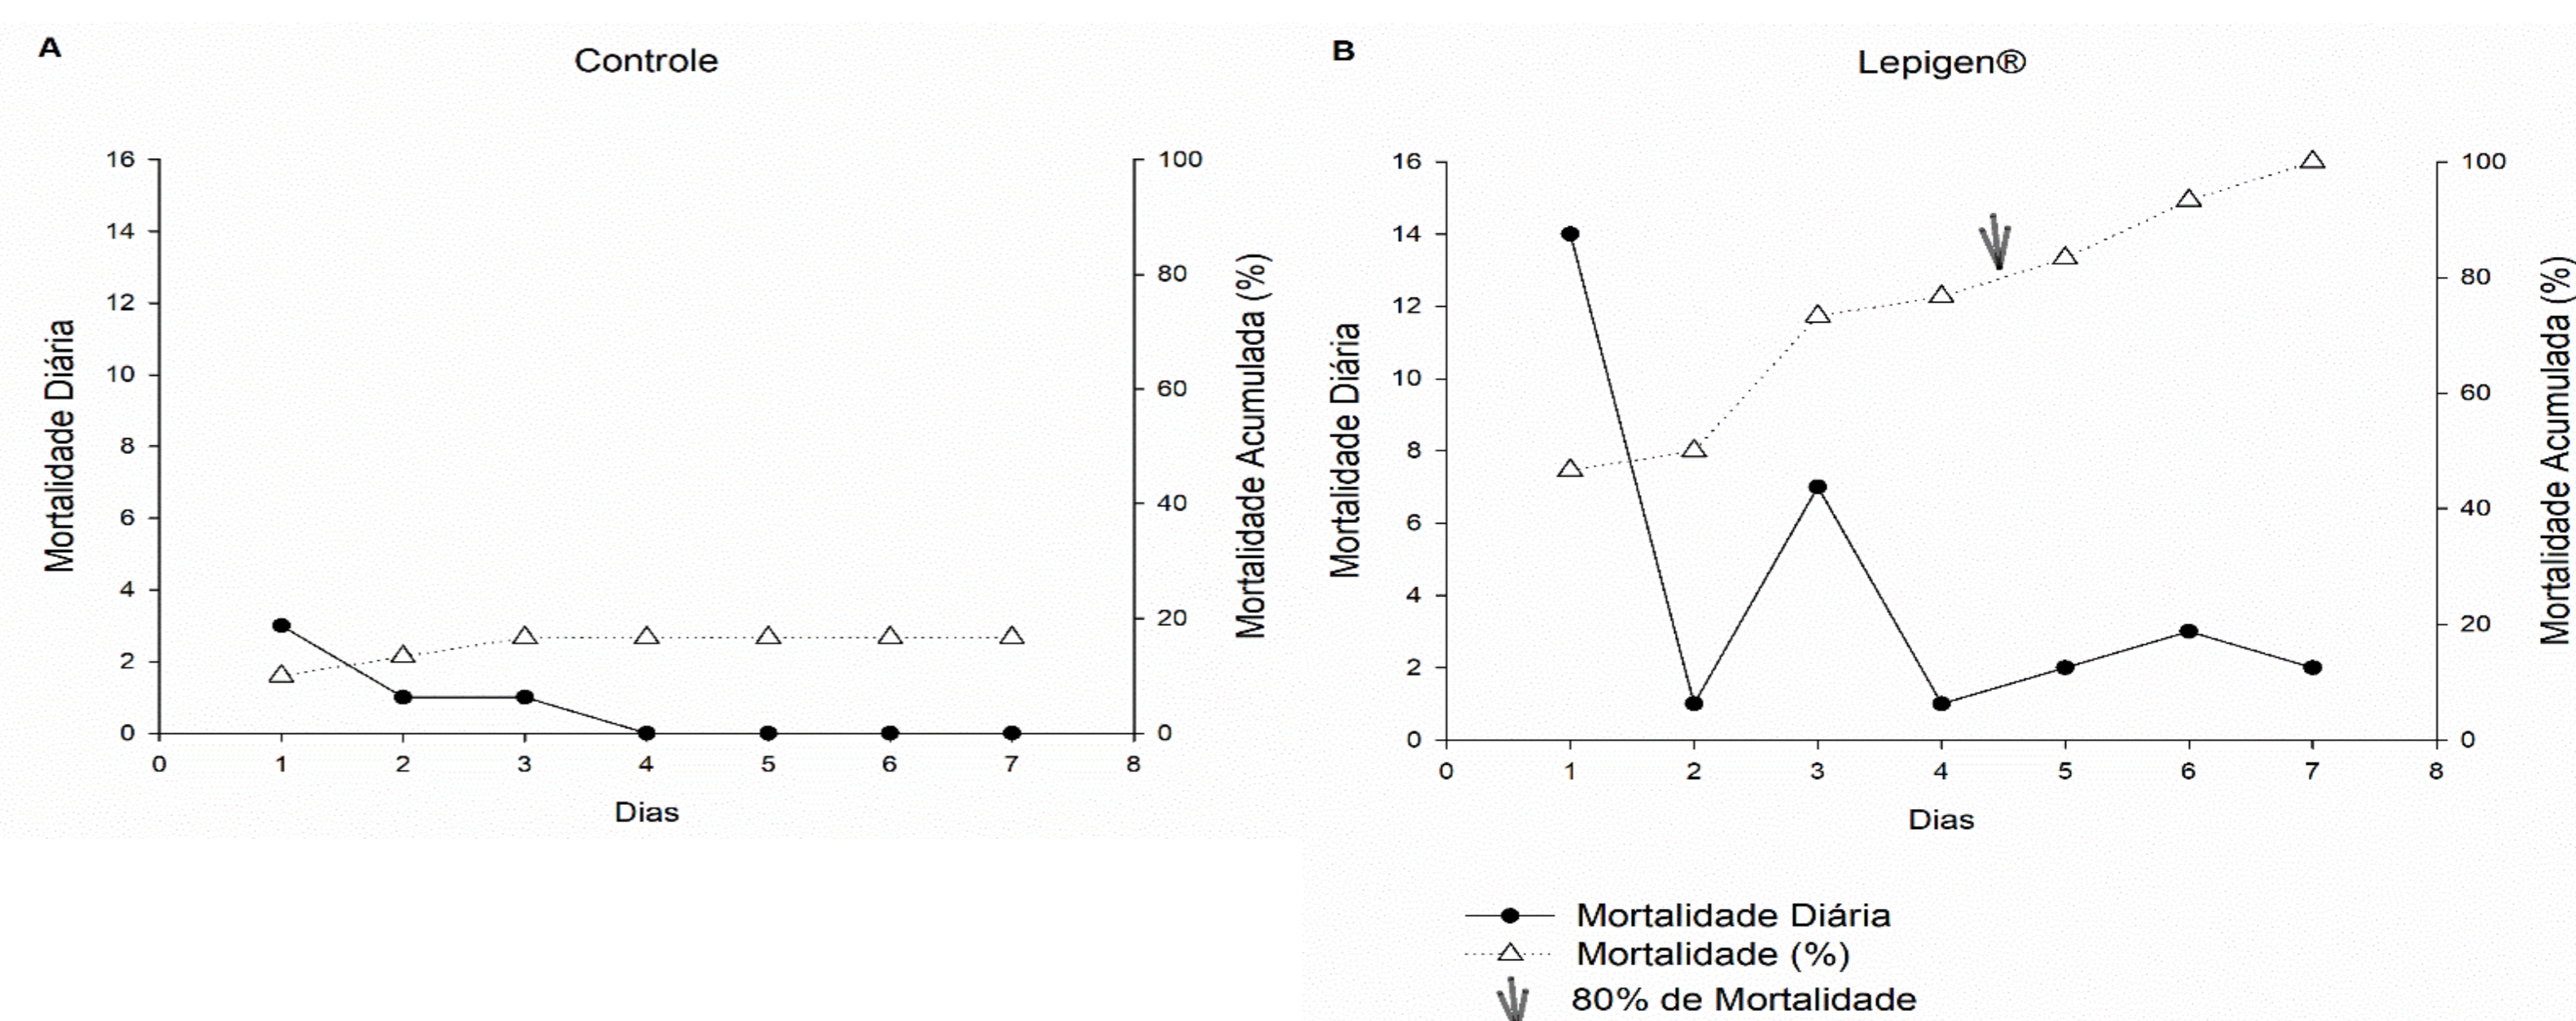 A
Controle
16
14
12
10
8
6
4
2
0
Mortalidade Diária
100
80
60
40
20
0
Mortalidade Acumulada (%)
0 1 2 3 4 5 6 7 8
Dias
B
Lepigen®
16
14
12
10
8
6
4
2
0
Mortalidade Diária
100
80
60
40
20
0
Mortalidade Acumulada (%)
0 1 2 3 4 5 6 7 8
Dias
Mortalidade Diária
Mortalidade (%)
80% de Mortalidade